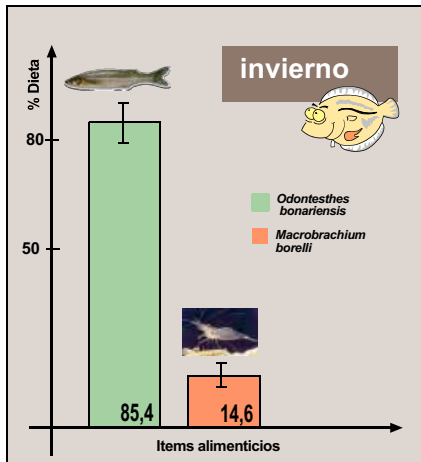 invierno
% Dieta
80
50
Odontesthes
bonariensis
Macrobrachium
borelli
85,4
14,6
Items alimenticios